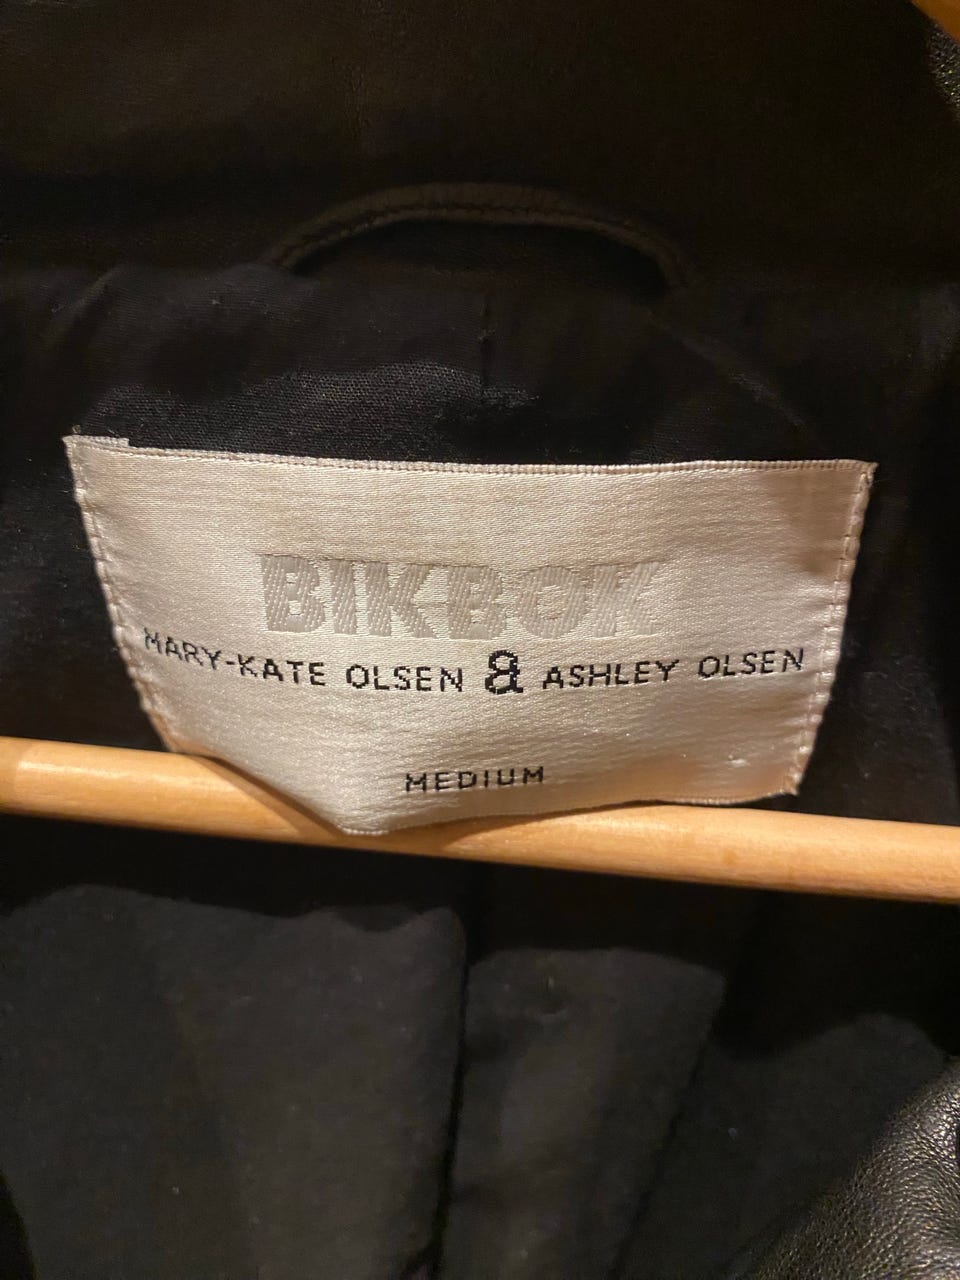 BIKBOK
MARY-KATE OLSEN & ASHLEY OLSEN
MEDIUM